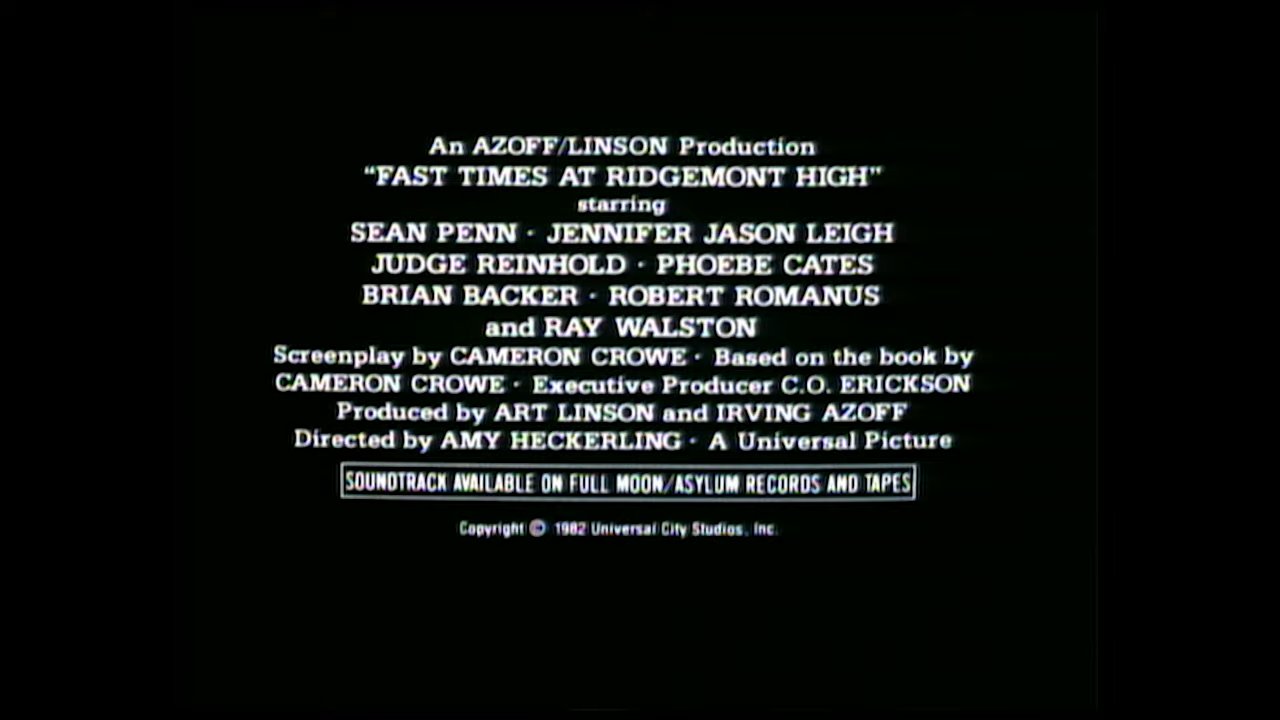 An AZOFF/LINSON Production
“FAST TIMES AT RIDGEMONT HIGH”
starring
SEAN PENN · JENNIFER JASON LEIGH
JUDGE REINHOLD · PHOEBE CATES
BRIAN BACKER · ROBERT ROMANUS
and RAY WALSTON
Screenplay by CAMERON CROWE · Based on the book by
CAMERON CROWE · Executive Producer C.O. ERICKSON
Produced by ART LINSON and IRVING AZOFF
Directed by AMY HECKERLING · A Universal Picture
SOUNDTRACK AVAILABLE ON FULL MOON/ASYLUM RECORDS AND TAPES
Copyright © 1982 Universal City Studios, Inc.